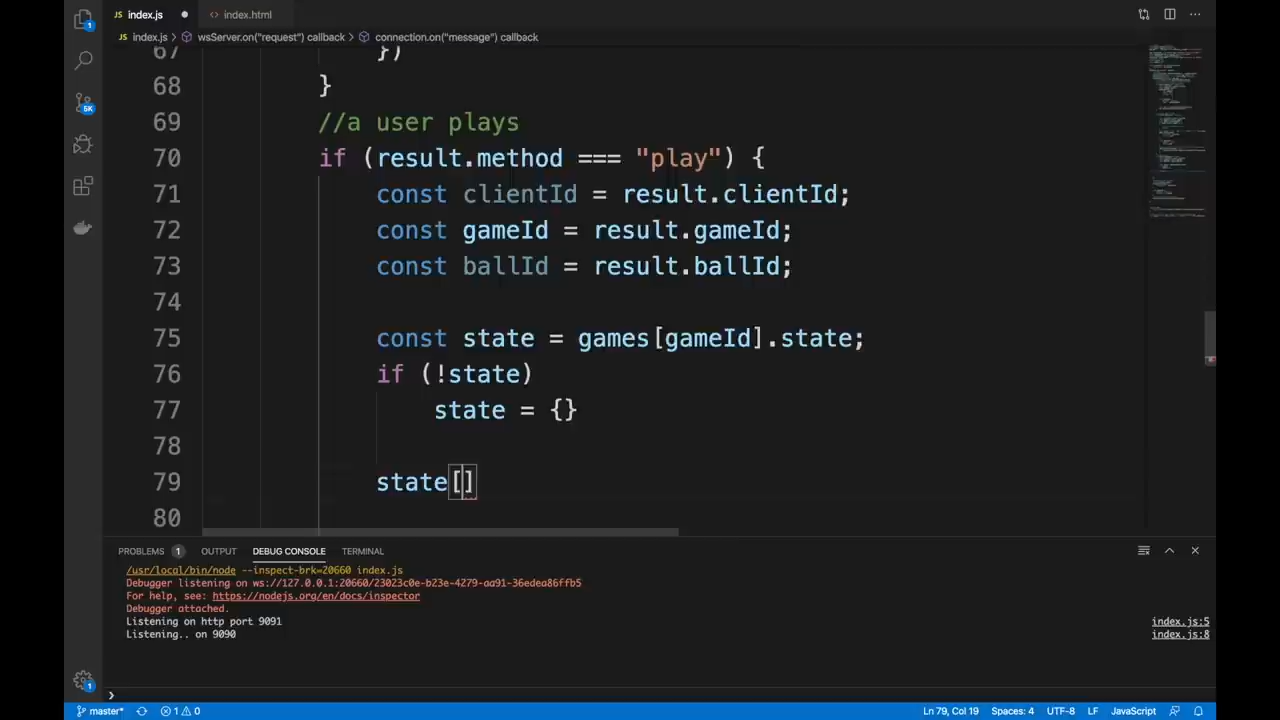 index.js
index.html
index.js > wsServer.on("request") callback > connection.on("message") callback
67 })
68 }
69 //a user plays
70 if (result.method === "play") {
71 const clientId = result.clientId;
72 const gameId = result.gameId;
73 const ballId = result.ballId;
74
75 const state = games[gameId].state;
76 if (!state)
77 state = {}
78
79 state[]
80
PROBLEMS 1 OUTPUT DEBUG CONSOLE TERMINAL
/usr/local/bin/node --inspect-brk=20660 index.js
Debugger listening on ws://127.0.0.1:20660/23023c0e-b23e-4279-aa91-36edea86ffb5
For help, see: https://nodejs.org/en/docs/inspector
Debugger attached.
Listening on http port 9091 index.js:5
Listening.. on 9090 index.js:8
master* 1 0 Ln 79, Col 19 Spaces: 4 UTF-8 LF JavaScript